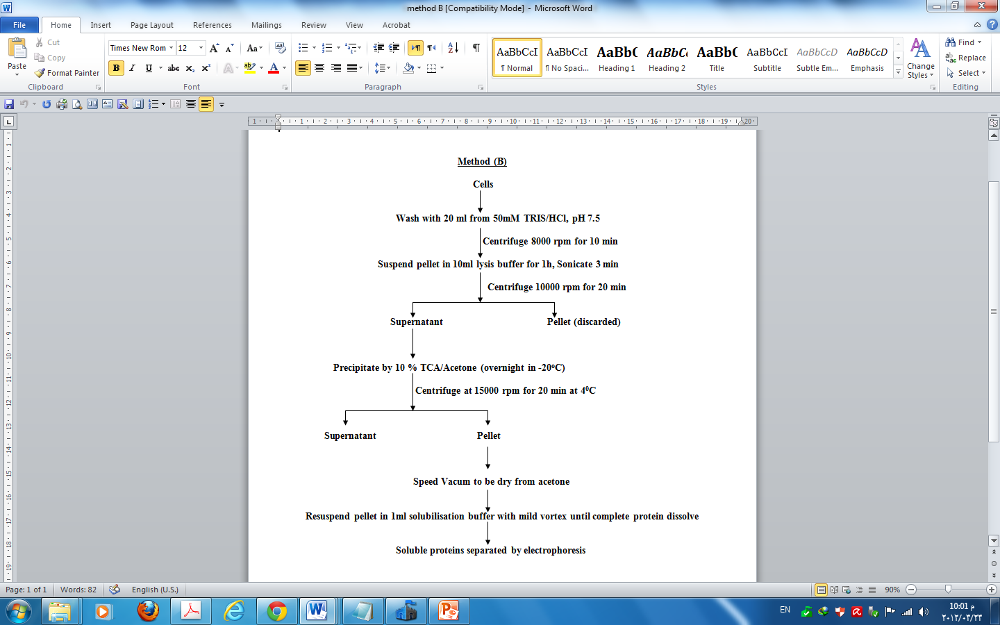 method B [Compatibility Mode] - Microsoft Word
File Home Insert Page Layout References Mailings Review View Acrobat
Paste
Cut
Copy
Format Painter
Clipboard
Times New Rom 12
Font
Paragraph
AaBbCcI AaBbCcI AaBbC AaBbCc AaBbC AaBbCcI AaBbCcD AaBbCcD
¶ Normal ¶ No Spaci... Heading 1 Heading 2 Title Subtitle Subtle Em... Emphasis
Change Styles
Styles
Find
Replace
Select
Editing
Method (B)
Cells
Wash with 20 ml from 50mM TRIS/HCl, pH 7.5
Centrifuge 8000 rpm for 10 min
Suspend pellet in 10ml lysis buffer for 1h, Sonicate 3 min
Centrifuge 10000 rpm for 20 min
Supernatant Pellet (discarded)
Precipitate by 10 % TCA/Acetone (overnight in -20ºC)
Centrifuge at 15000 rpm for 20 min at 4⁰C
Supernatant Pellet
Speed Vacum to be dry from acetone
Resuspend pellet in 1ml solubilisation buffer with mild vortex until complete protein dissolve
Soluble proteins separated by electrophoresis
Page: 1 of 1 Words: 82 English (U.S.) 90%
EN
10:01 م
٢٠١٢/٠٣/٢٣